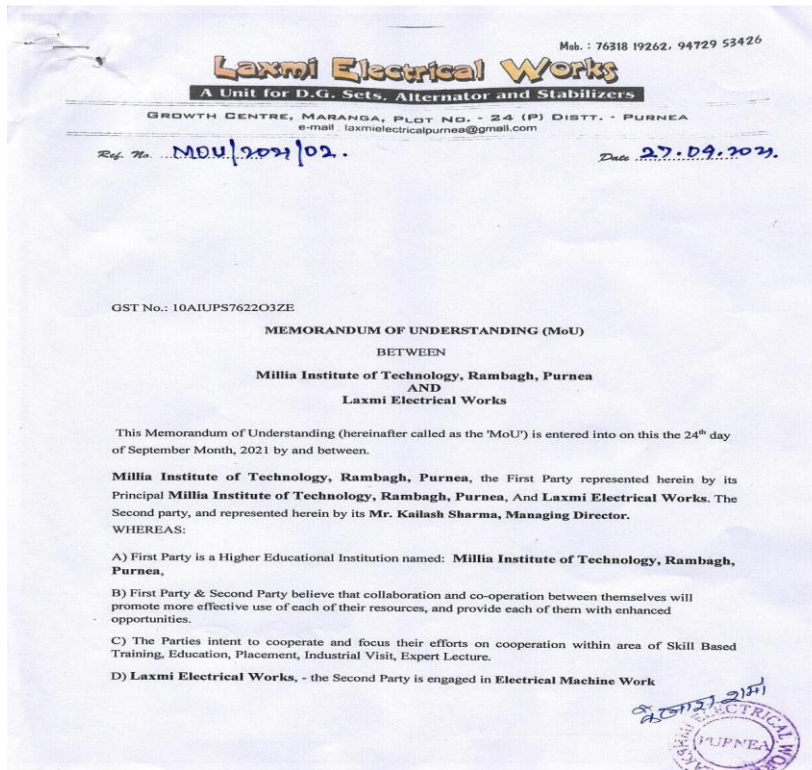 Mob. : 76318 19262, 94729 53426
Laxmi Electrical Works
A Unit for D.G. Sets, Alternator and Stabilizers
GROWTH CENTRE, MARANGA, PLOT NO. - 24 (P) DISTT. - PURNEA
e-mail : laxmielectricalpurnea@gmail.com
Ref. No. MOU/2021/02. Date 27.09.2021.
GST No.: 10AIUPS7622O3ZE
MEMORANDUM OF UNDERSTANDING (MoU)
BETWEEN
Millia Institute of Technology, Rambagh, Purnea
AND
Laxmi Electrical Works
This Memorandum of Understanding (hereinafter called as the 'MoU') is entered into on this the 24th day
of September Month, 2021 by and between.
Millia Institute of Technology, Rambagh, Purnea, the First Party represented herein by its
Principal Millia Institute of Technology, Rambagh, Purnea, And Laxmi Electrical Works. The
Second party, and represented herein by its Mr. Kailash Sharma, Managing Director.
WHEREAS:
A) First Party is a Higher Educational Institution named: Millia Institute of Technology, Rambagh,
Purnea,
B) First Party & Second Party believe that collaboration and co-operation between themselves will
promote more effective use of each of their resources, and provide each of them with enhanced
opportunities.
C) The Parties intent to cooperate and focus their efforts on cooperation within area of Skill Based
Training, Education, Placement, Industrial Visit, Expert Lecture.
D) Laxmi Electrical Works, - the Second Party is engaged in Electrical Machine Work
कैलाश शर्मा
LAXMI ELECTRICAL WORKS
PURNEA